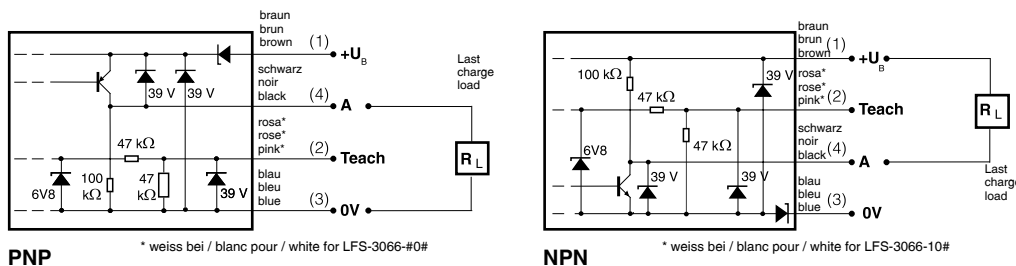 braun
brun
brown (1) +UB
39 V 39 V
schwarz
noir
black (4) A
Last
charge
load
RL
rosa*
rose*
pink* (2) Teach
47 kΩ
6V8 100 kΩ 47 kΩ 39 V
blau
bleu
blue (3) 0V
* weiss bei / blanc pour / white for LFS-3066-#0#
PNP
braun
brun
brown (1) +UB
100 kΩ 39 V
rosa*
rose*
pink* (2) Teach
47 kΩ
47 kΩ
RL
schwarz
noir
black (4) A
6V8 39 V 39 V
Last
charge
load
blau
bleu
blue (3) 0V
* weiss bei / blanc pour / white for LFS-3066-10#
NPN